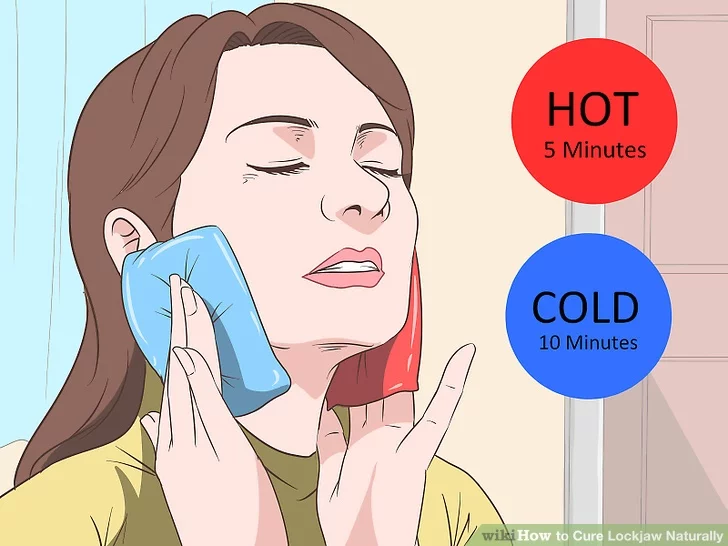 HOT
5 Minutes
COLD
10 Minutes
wikiHow to Cure Lockjaw Naturally